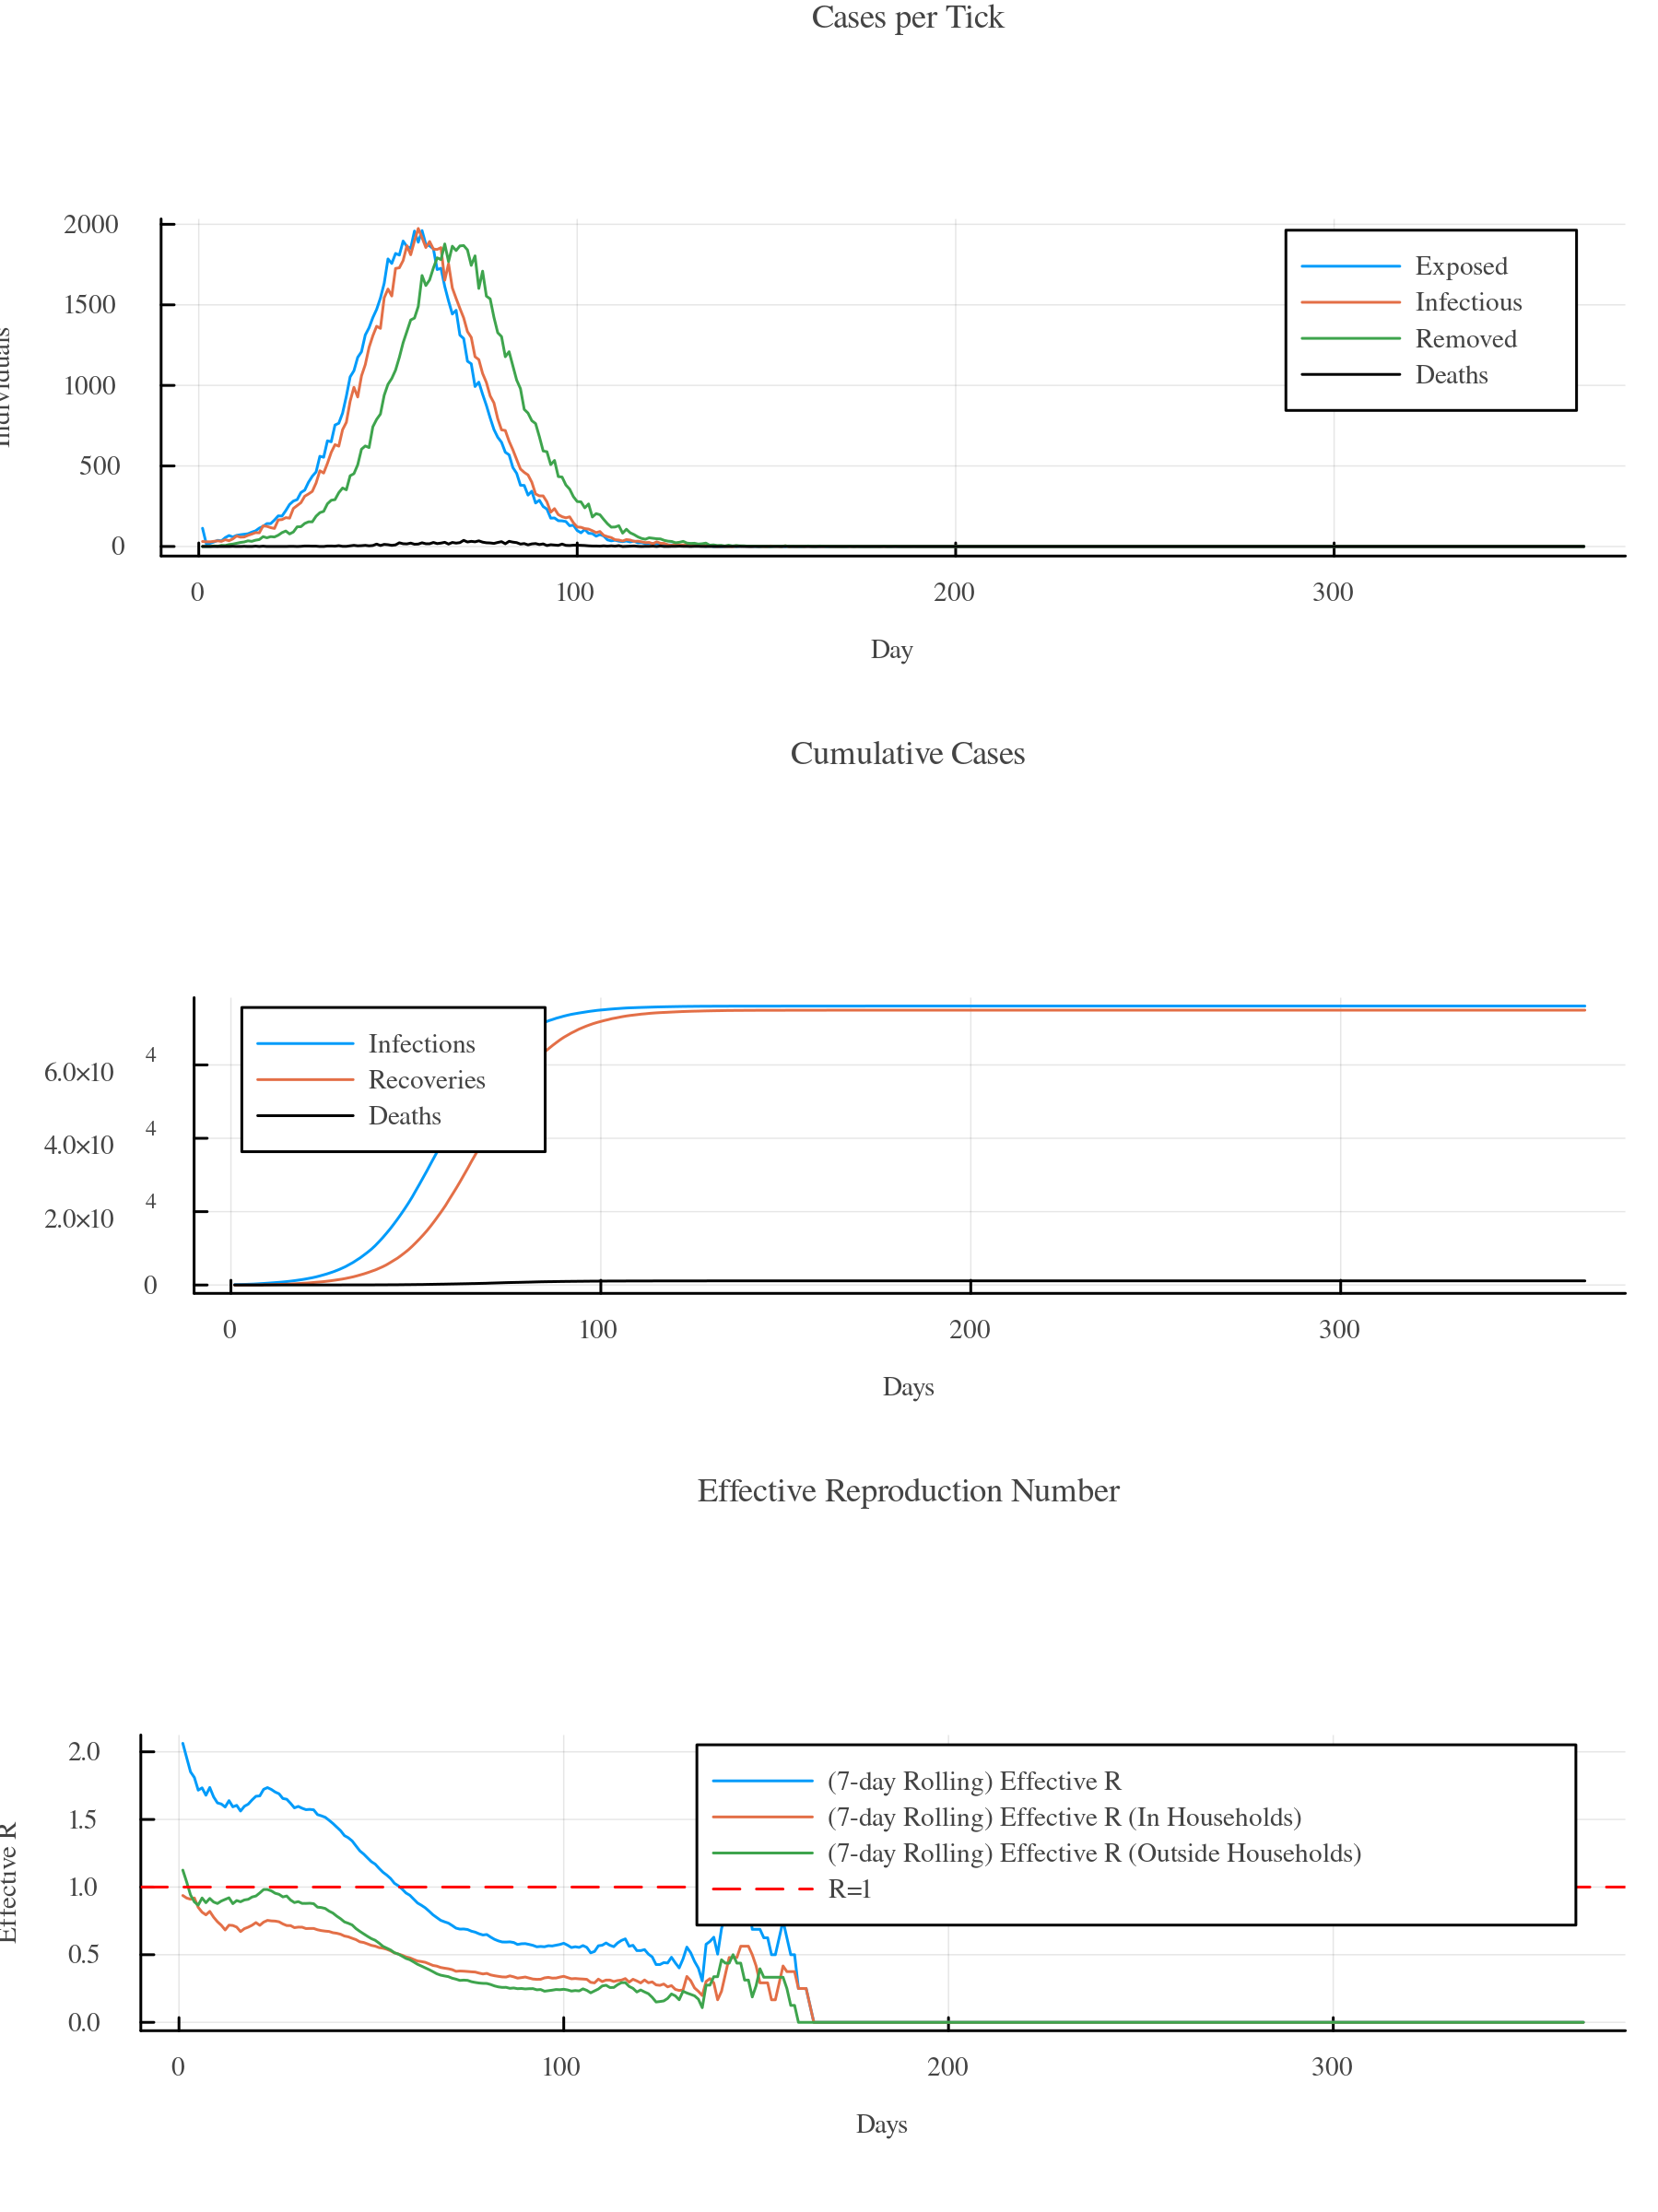 Cases per Tick
2000
1500
1000
500
0
Individuals
Exposed
Infectious
Removed
Deaths
0 100 200 300
Day
Cumulative Cases
6.0×10 4
4.0×10 4
2.0×10 4
0
Infections
Recoveries
Deaths
0 100 200 300
Days
Effective Reproduction Number
2.0
1.5
1.0
0.5
0.0
Effective R
(7-day Rolling) Effective R
(7-day Rolling) Effective R (In Households)
(7-day Rolling) Effective R (Outside Households)
R=1
0 100 200 300
Days